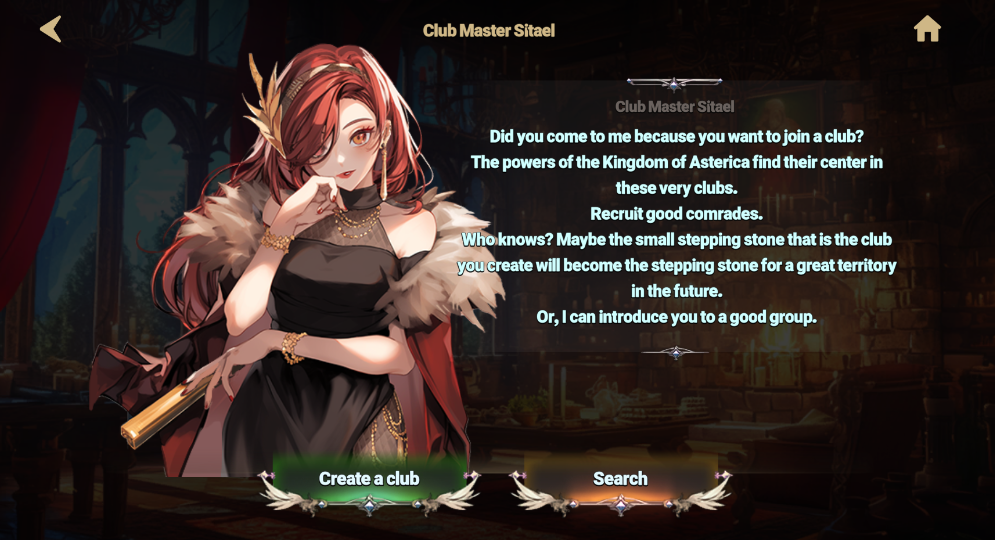 Club Master Sitael
Club Master Sitael
Did you come to me because you want to join a club?
The powers of the Kingdom of Asterica find their center in
these very clubs.
Recruit good comrades.
Who knows? Maybe the small stepping stone that is the club
you create will become the stepping stone for a great territory
in the future.
Or, I can introduce you to a good group.
Create a club
Search